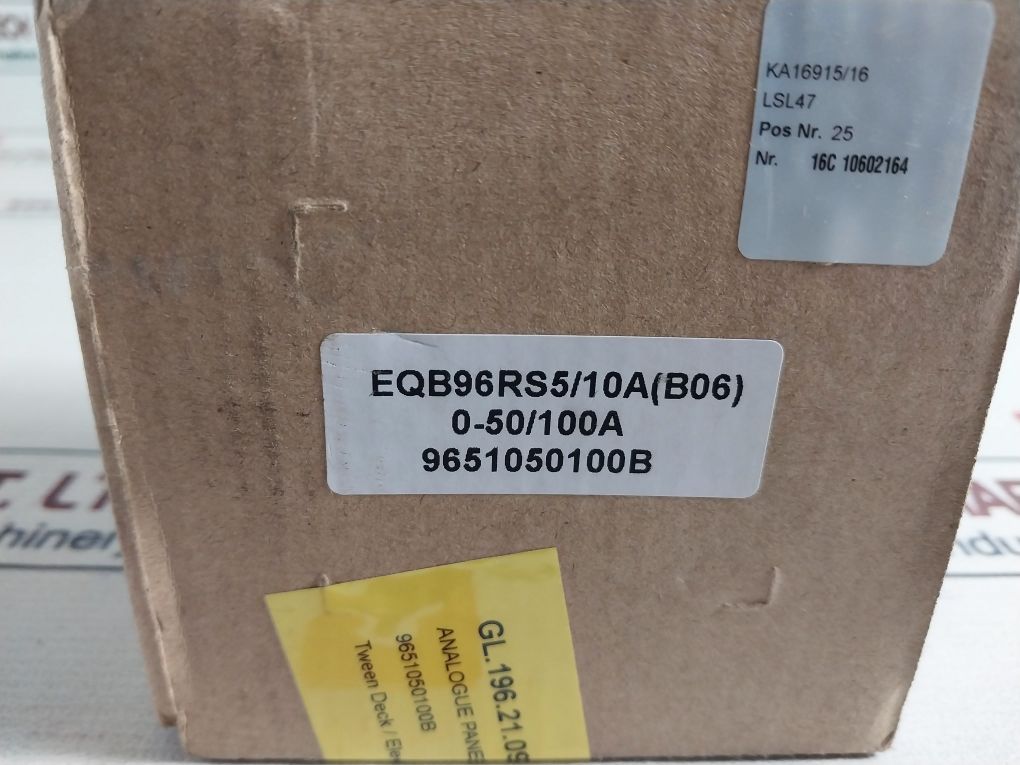 KA16915/16
LSL47
Pos Nr. 25
Nr. 16C 10602164
EQB96RS5/10A(B06)
0-50/100A
9651050100B
GL.196.21.09
ANALOGUE PANE
9651050100B
Tween Deck / Ele